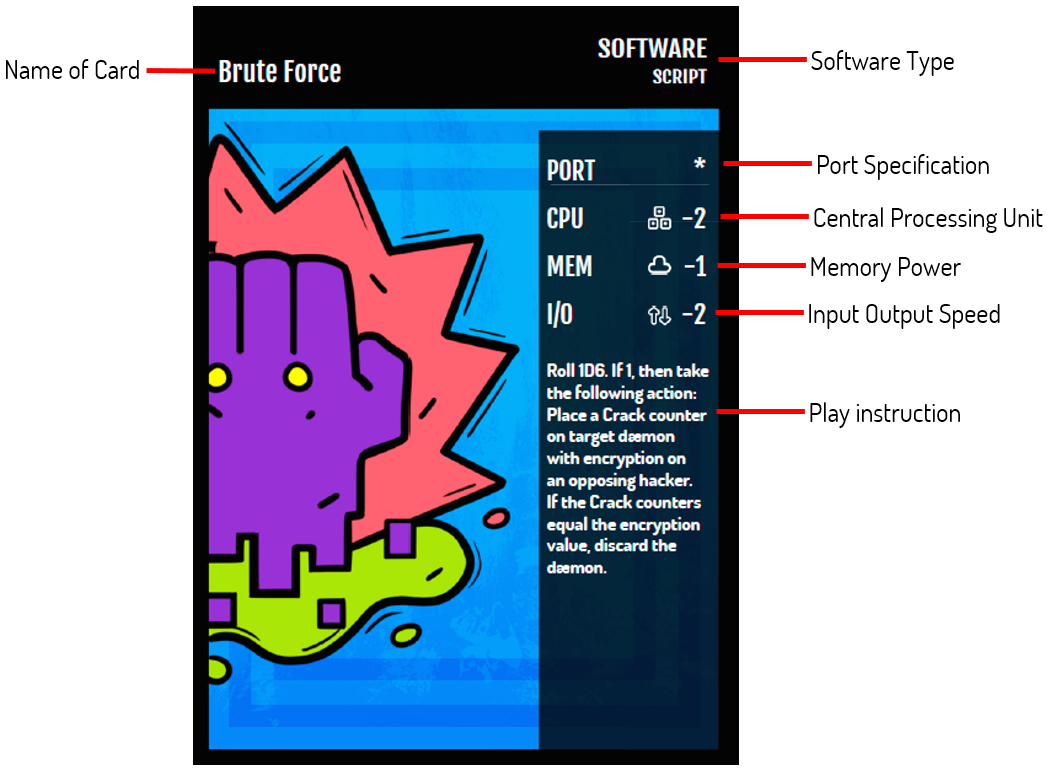 Name of Card
Brute Force
SOFTWARE
SCRIPT
Software Type
PORT *
Port Specification
CPU -2
Central Processing Unit
MEM -1
Memory Power
I/O -2
Input Output Speed
Roll 1D6. If 1, then take
the following action:
Place a Crack counter
on target dæmon
with encryption on
an opposing hacker.
If the Crack counters
equal the encryption
value, discard the
dæmon.
Play instruction